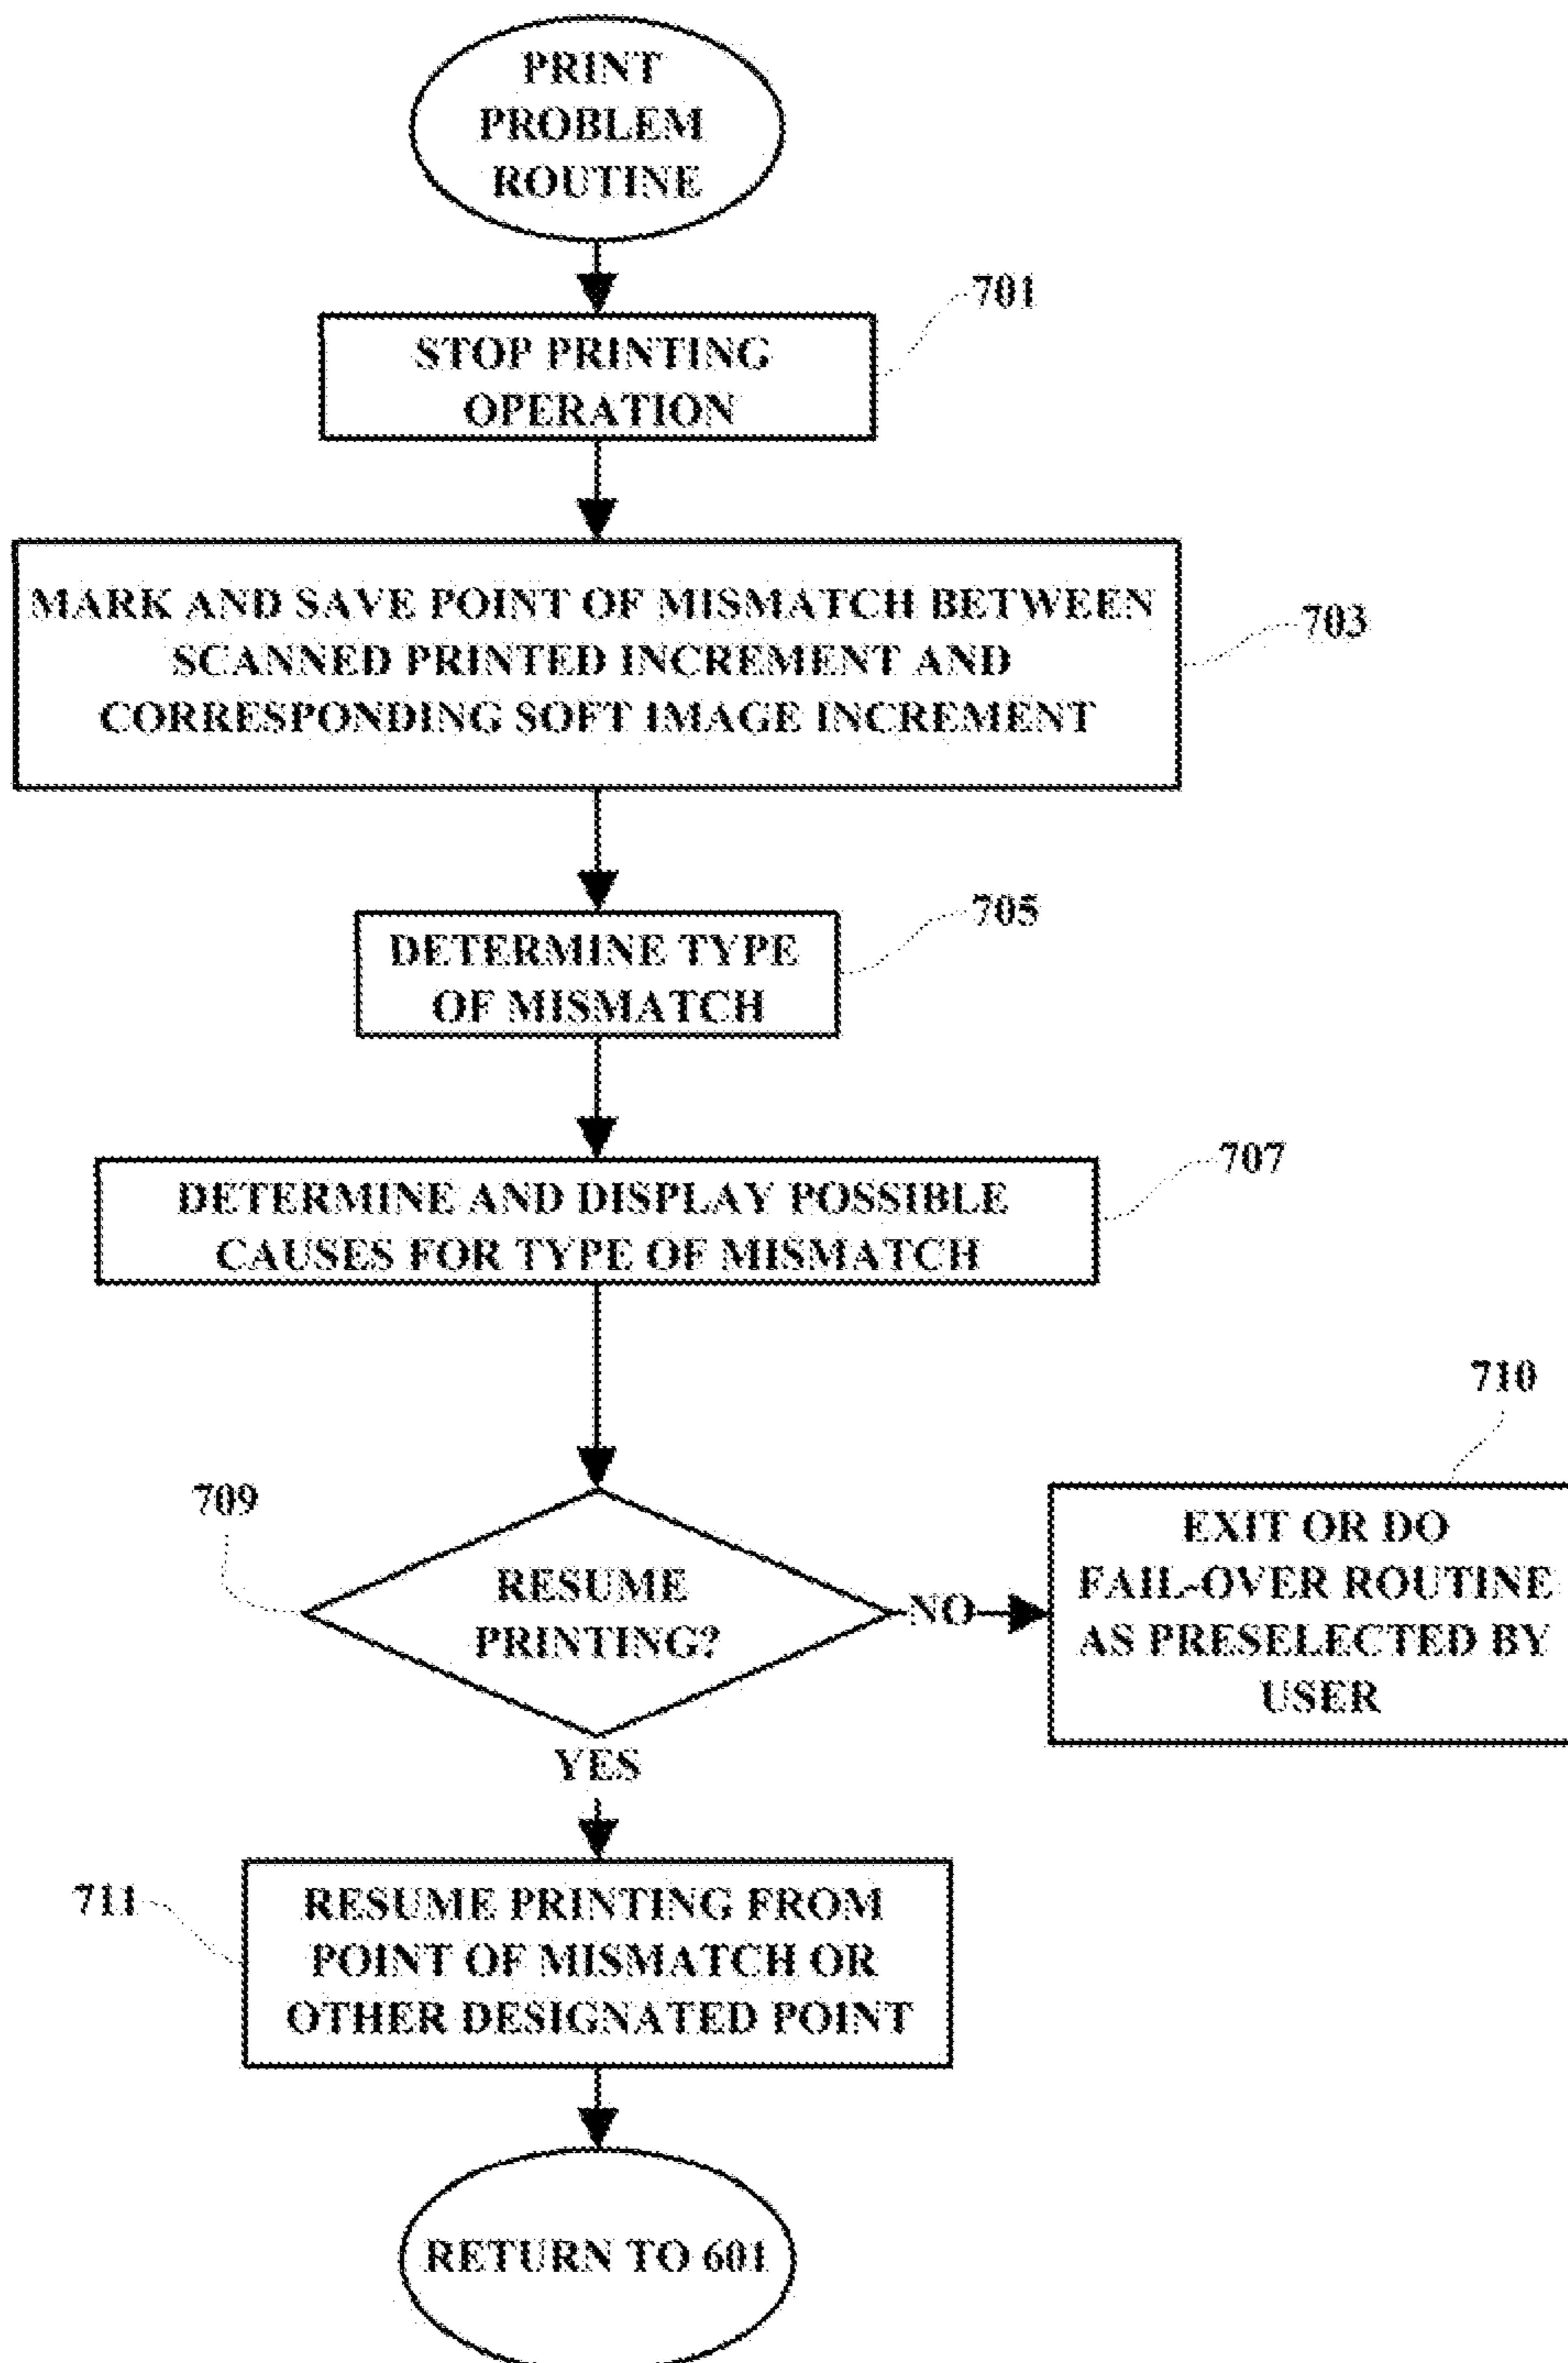 PRINT
PROBLEM
ROUTINE
701
STOP PRINTING
OPERATION
MARK AND SAVE POINT OF MISMATCH BETWEEN
SCANNED PRINTED INCREMENT AND
CORRESPONDING SOFT IMAGE INCREMENT
703
705
DETERMINE TYPE
OF MISMATCH
707
DETERMINE AND DISPLAY POSSIBLE
CAUSES FOR TYPE OF MISMATCH
709
RESUME
PRINTING?
NO
710
EXIT OR DO
FAIL-OVER ROUTINE
AS PRESELECTED BY
USER
YES
711
RESUME PRINTING FROM
POINT OF MISMATCH OR
OTHER DESIGNATED POINT
RETURN TO 601